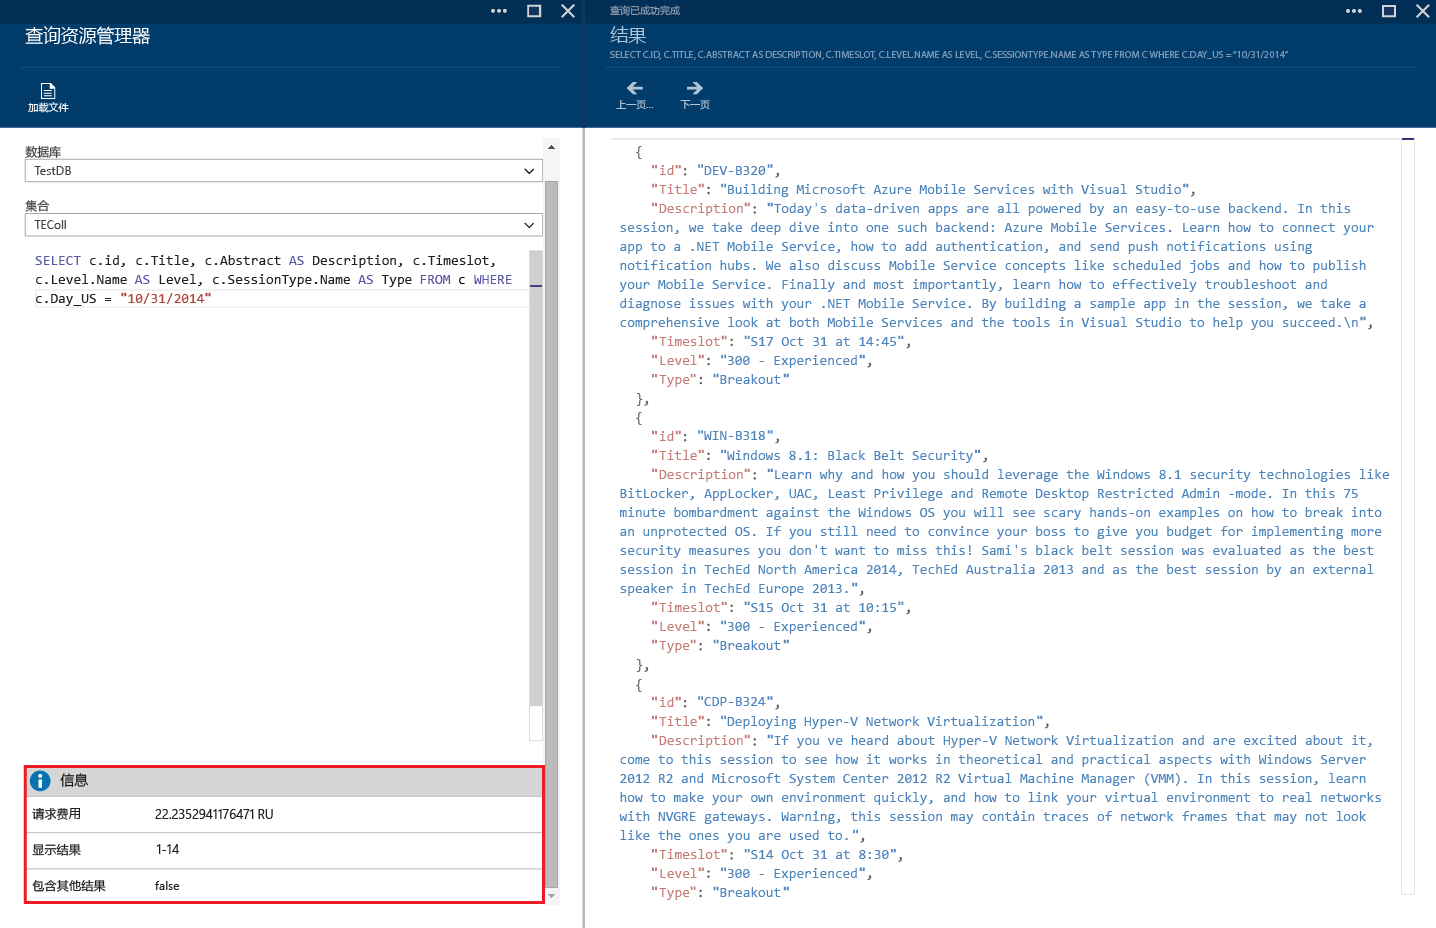 查询资源管理器
加载文件
数据库
TestDB
集合
TEColl
SELECT c.id, c.Title, c.Abstract AS Description, c.Timeslot,
c.Level.Name AS Level, c.SessionType.Name AS Type FROM c WHERE
c.Day_US = "10/31/2014"
信息
请求费用 22.2352941176471 RU
显示结果 1-14
包含其他结果 false
查询已成功完成
结果
SELECT C.ID, C.TITLE, C.ABSTRACT AS DESCRIPTION, C.TIMESLOT, C.LEVEL.NAME AS LEVEL, C.SESSIONTYPE.NAME AS TYPE FROM C WHERE C.DAY_US = "10/31/2014"
上一页... 下一页
{
"id": "DEV-B320",
"Title": "Building Microsoft Azure Mobile Services with Visual Studio",
"Description": "Today's data-driven apps are all powered by an easy-to-use backend. In this
session, we take deep dive into one such backend: Azure Mobile Services. Learn how to connect your
app to a .NET Mobile Service, how to add authentication, and send push notifications using
notification hubs. We also discuss Mobile Service concepts like scheduled jobs and how to publish
your Mobile Service. Finally and most importantly, learn how to effectively troubleshoot and
diagnose issues with your .NET Mobile Service. By building a sample app in the session, we take a
comprehensive look at both Mobile Services and the tools in Visual Studio to help you succeed.\n",
"Timeslot": "S17 Oct 31 at 14:45",
"Level": "300 - Experienced",
"Type": "Breakout"
},
{
"id": "WIN-B318",
"Title": "Windows 8.1: Black Belt Security",
"Description": "Learn why and how you should leverage the Windows 8.1 security technologies like
BitLocker, AppLocker, UAC, Least Privilege and Remote Desktop Restricted Admin -mode. In this 75
minute bombardment against the Windows OS you will see scary hands-on examples on how to break into
an unprotected OS. If you still need to convince your boss to give you budget for implementing more
security measures you don't want to miss this! Sami's black belt session was evaluated as the best
session in TechEd North America 2014, TechEd Australia 2013 and as the best session by an external
speaker in TechEd Europe 2013.",
"Timeslot": "S15 Oct 31 at 10:15",
"Level": "300 - Experienced",
"Type": "Breakout"
},
{
"id": "CDP-B324",
"Title": "Deploying Hyper-V Network Virtualization",
"Description": "If you ve heard about Hyper-V Network Virtualization and are excited about it,
come to this session to see how it works in theoretical and practical aspects with Windows Server
2012 R2 and Microsoft System Center 2012 R2 Virtual Machine Manager (VMM). In this session, learn
how to make your own environment quickly, and how to link your virtual environment to real networks
with NVGRE gateways. Warning, this session may contain traces of network frames that may not look
like the ones you are used to.",
"Timeslot": "S14 Oct 31 at 8:30",
"Level": "300 - Experienced",
"Type": "Breakout"